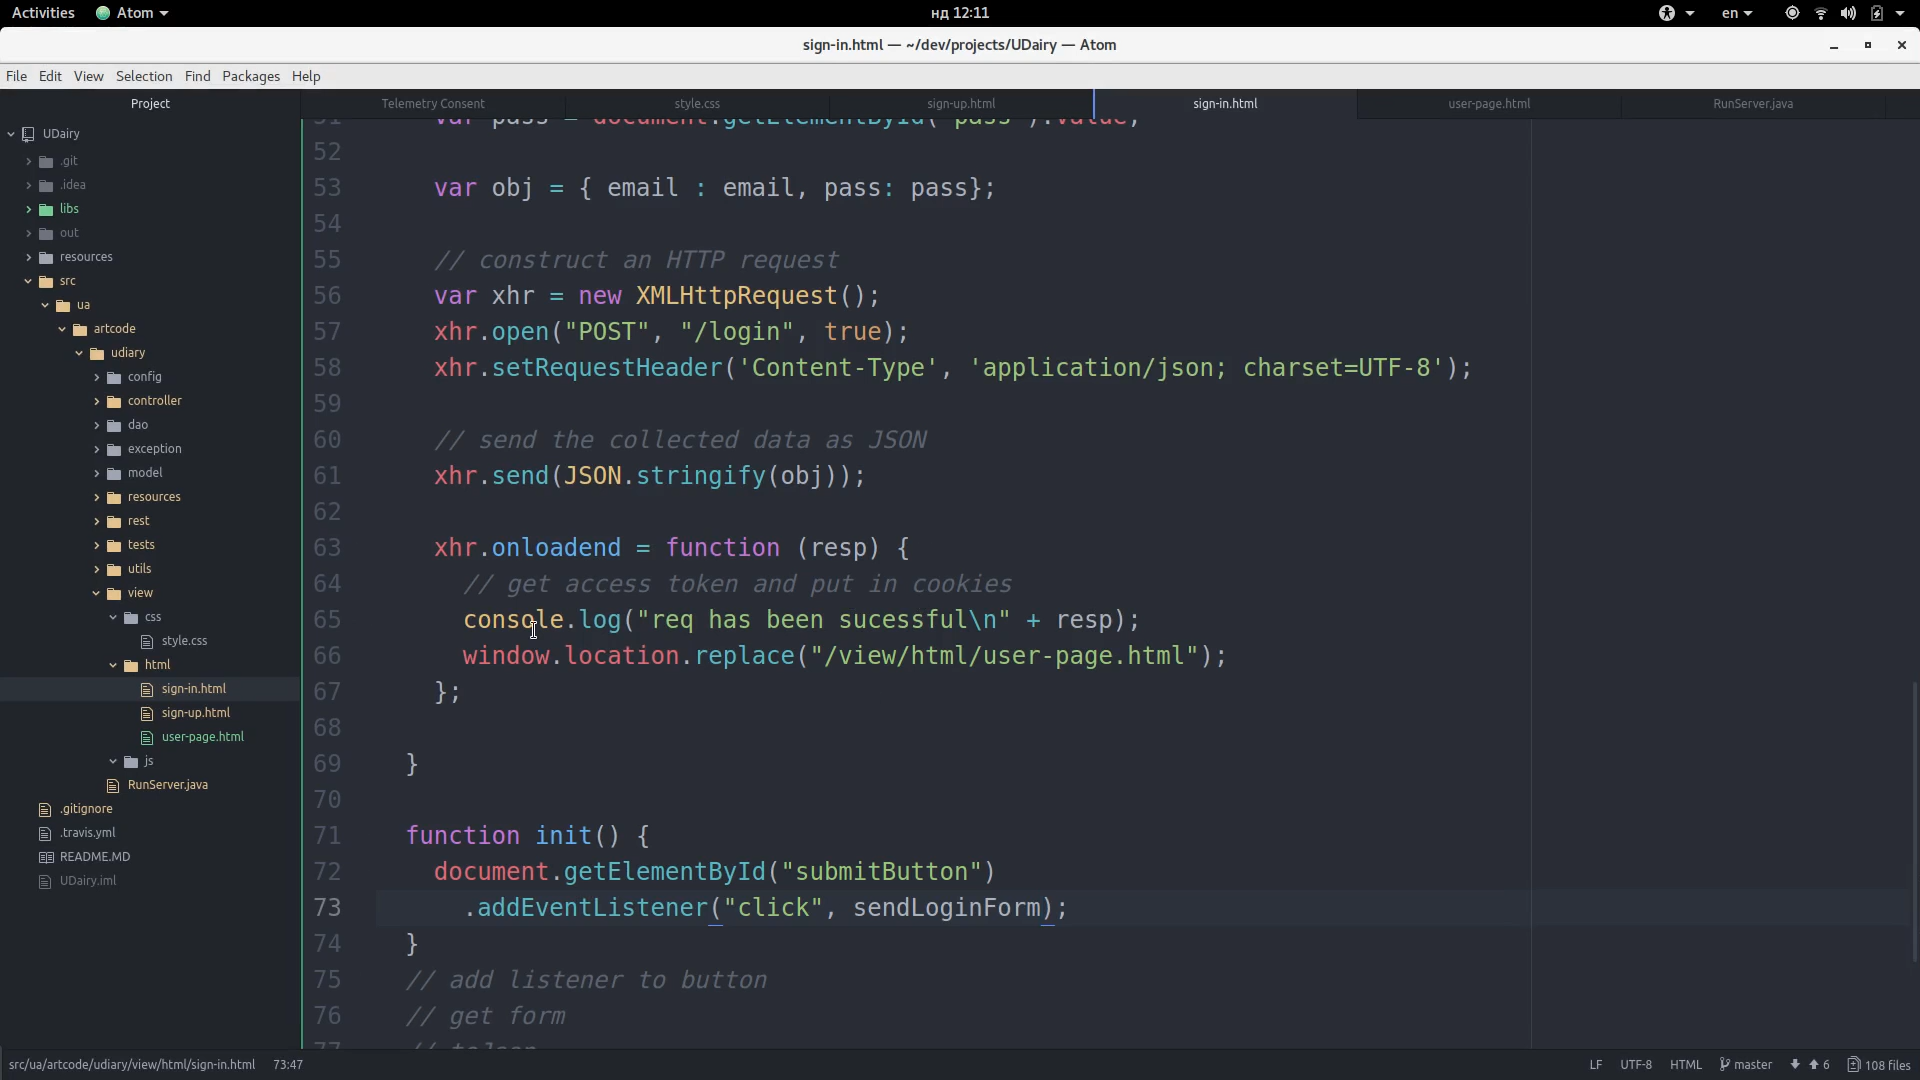 Activities Atom нд 12:11 en
sign-in.html — ~/dev/projects/UDairy — Atom
File Edit View Selection Find Packages Help
Project
Telemetry Consent style.css sign-up.html sign-in.html user-page.html RunServer.java
UDairy
.git
.idea
libs
out
resources
src
ua
artcode
udiary
config
controller
dao
exception
model
resources
rest
tests
utils
view
css
style.css
html
sign-in.html
sign-up.html
user-page.html
js
RunServer.java
.gitignore
.travis.yml
README.MD
UDairy.iml
51 var pass = document.getElementById("pass").value;
52
53 var obj = { email : email, pass: pass};
54
55 // construct an HTTP request
56 var xhr = new XMLHttpRequest();
57 xhr.open("POST", "/login", true);
58 xhr.setRequestHeader('Content-Type', 'application/json; charset=UTF-8');
59
60 // send the collected data as JSON
61 xhr.send(JSON.stringify(obj));
62
63 xhr.onloadend = function (resp) {
64 // get access token and put in cookies
65 console.log("req has been sucessful\n" + resp);
66 window.location.replace("/view/html/user-page.html");
67 };
68
69 }
70
71 function init() {
72 document.getElementById("submitButton")
73 .addEventListener("click", sendLoginForm);
74 }
75 // add listener to button
76 // get form
src/ua/artcode/udiary/view/html/sign-in.html 73:47 LF UTF-8 HTML master 6 108 files